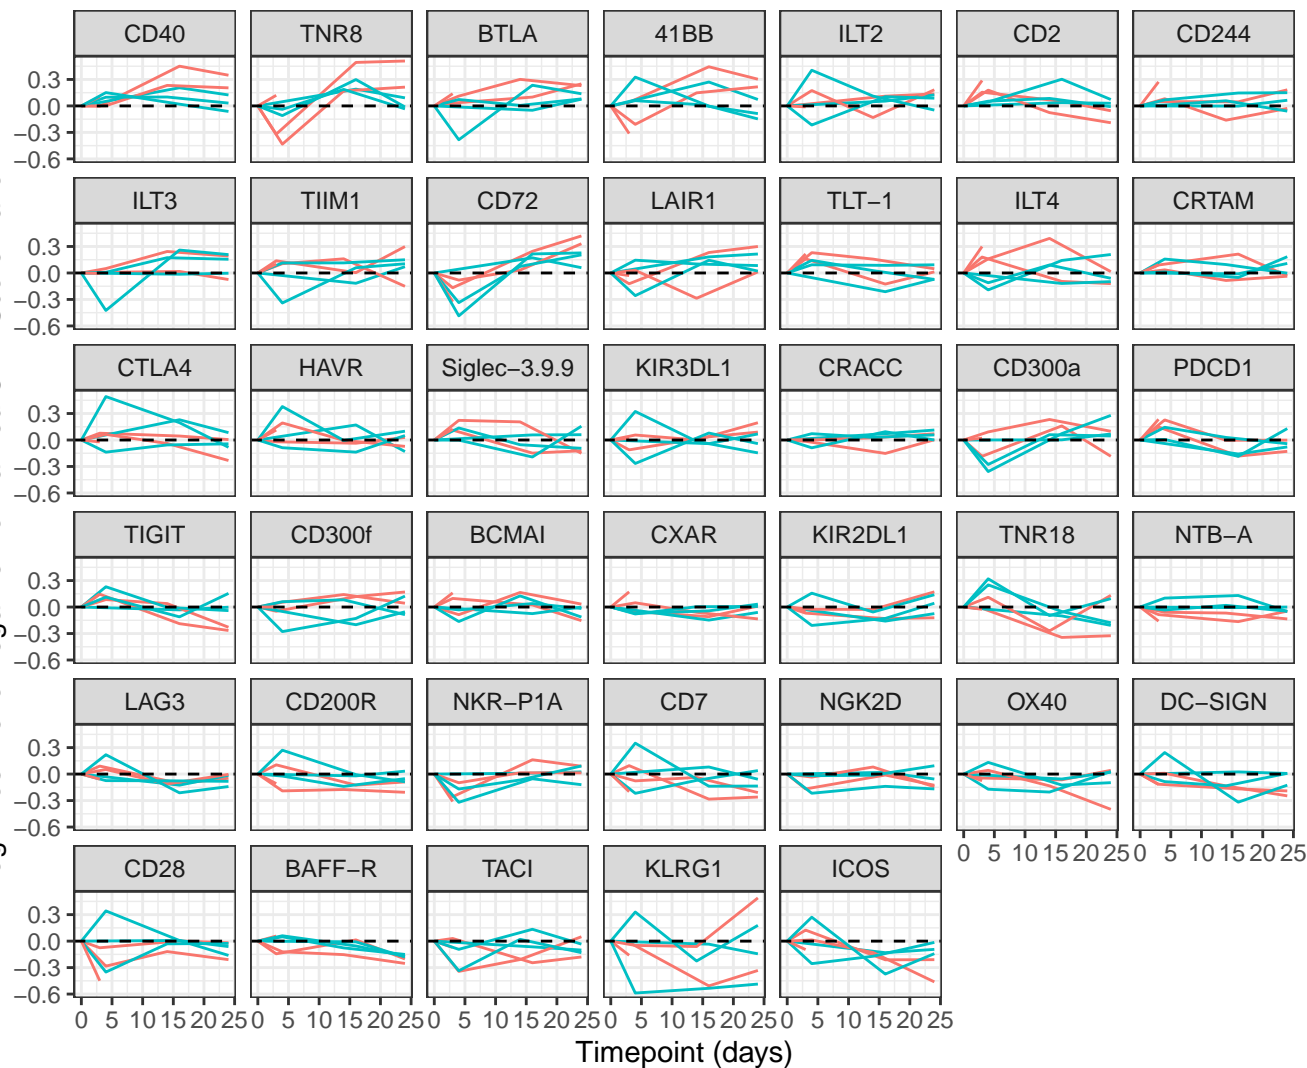 CD40 TNR8 BTLA 41BB ILT2 CD2 CD244
0.3
0.0
−0.3
−0.6
ILT3 TIIM1 CD72 LAIR1 TLT−1 ILT4 CRTAM
0.3
0.0
−0.3
−0.6
CTLA4 HAVR Siglec−3.9.9 KIR3DL1 CRACC CD300a PDCD1
0.3
0.0
−0.3
−0.6
TIGIT CD300f BCMAI CXAR KIR2DL1 TNR18 NTB−A
0.3
0.0
−0.3
−0.6
LAG3 CD200R NKR−P1A CD7 NGK2D OX40 DC−SIGN
0.3
0.0
−0.3
−0.6
0 5 10 15 20 25 0 5 10 15 20 25
CD28 BAFF−R TACI KLRG1 ICOS
0.3
0.0
−0.3
−0.6
0 5 10 15 20 25 0 5 10 15 20 25 0 5 10 15 20 25 0 5 10 15 20 25 0 5 10 15 20 25
Timepoint (days)